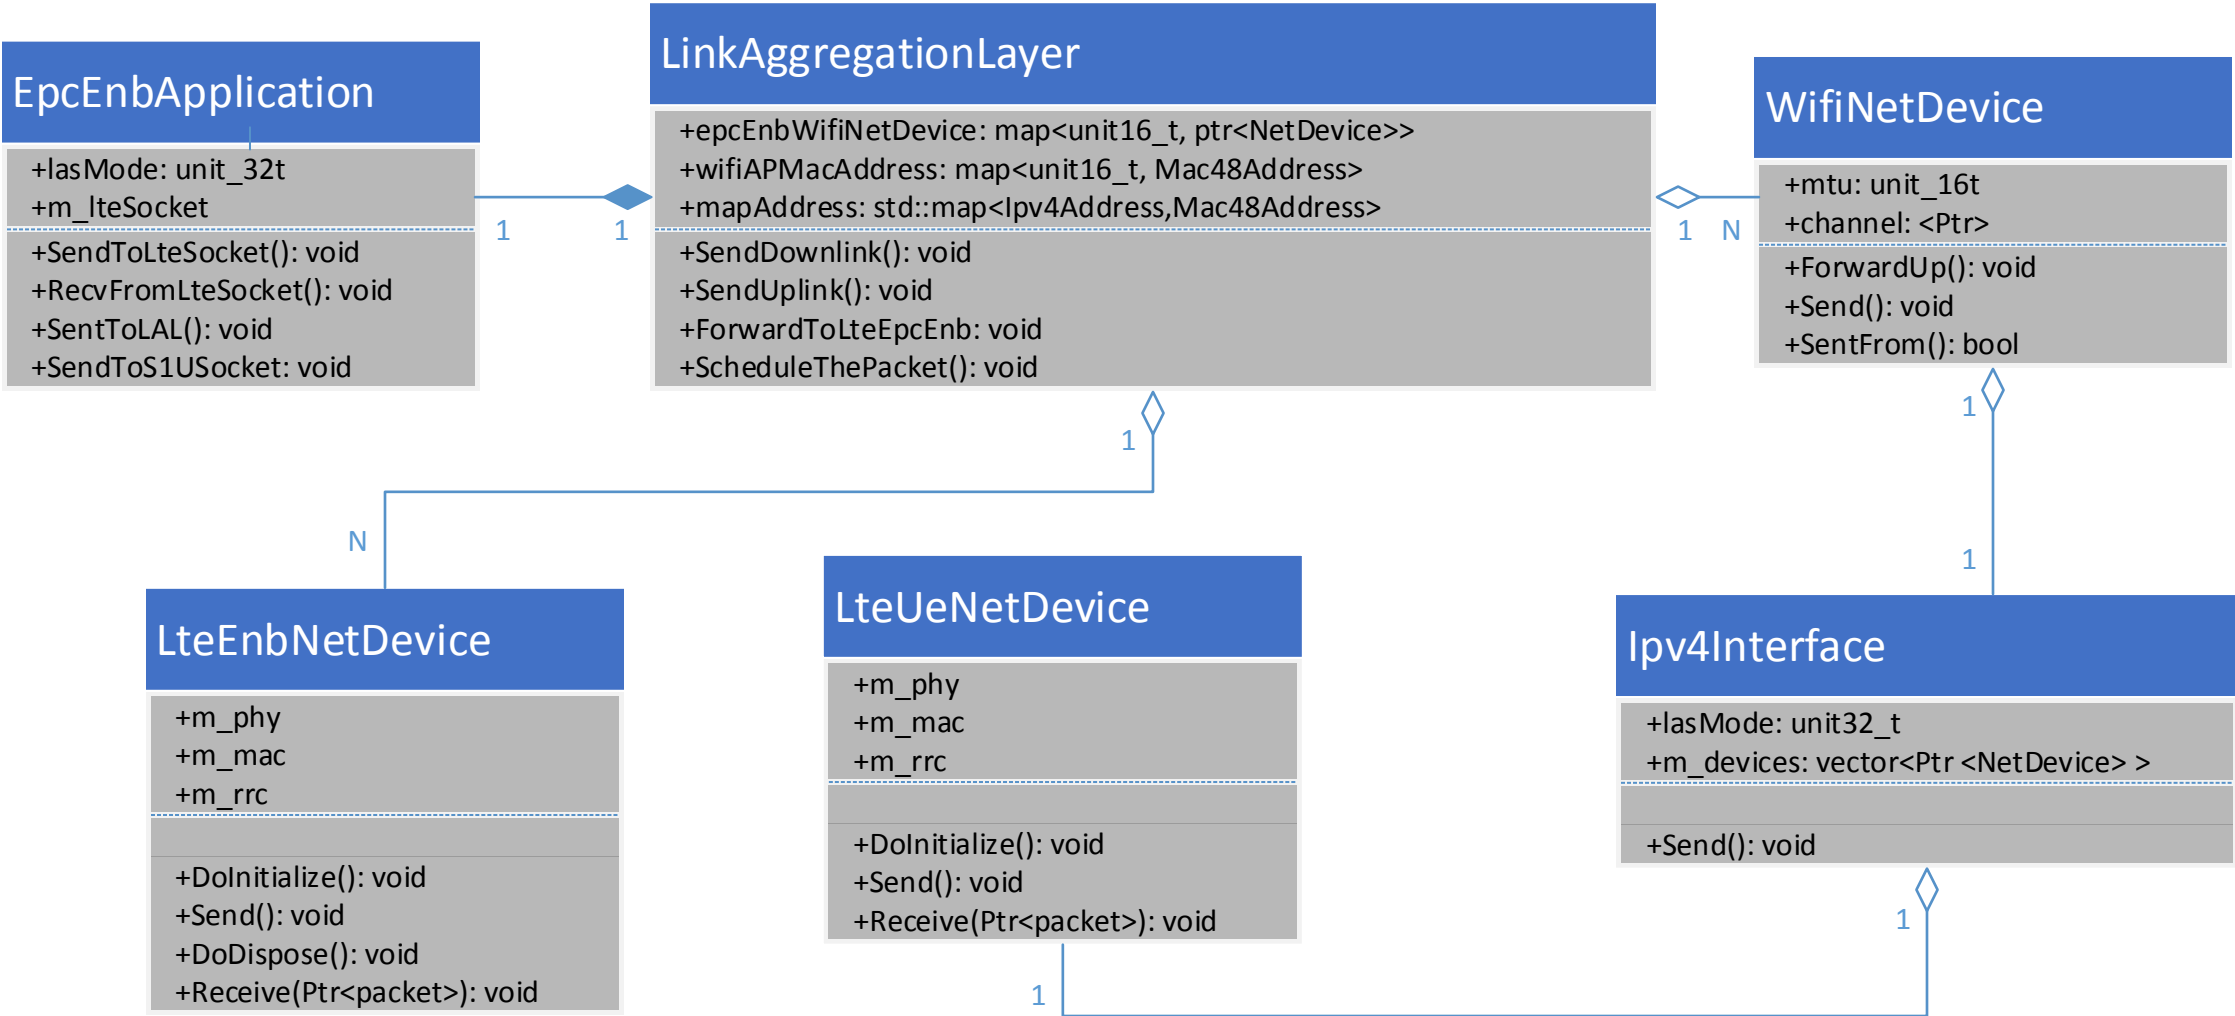 EpcEnbApplication
+lasMode: unit_32t
+m_lteSocket
+SendToLteSocket(): void
+RecvFromLteSocket(): void
+SentToLAL(): void
+SendToS1USocket: void
1
1
LinkAggregationLayer
+epcEnbWifiNetDevice: map<unit16_t, ptr<NetDevice>>
+wifiAPMacAddress: map<unit16_t, Mac48Address>
+mapAddress: std::map<Ipv4Address,Mac48Address>
+SendDownlink(): void
+SendUplink(): void
+ForwardToLteEpcEnb: void
+ScheduleThePacket(): void
1
N
WifiNetDevice
+mtu: unit_16t
+channel: <Ptr>
+ForwardUp(): void
+Send(): void
+SentFrom(): bool
1
1
1
N
LteEnbNetDevice
+m_phy
+m_mac
+m_rrc
+DoInitialize(): void
+Send(): void
+DoDispose(): void
+Receive(Ptr<packet>): void
LteUeNetDevice
+m_phy
+m_mac
+m_rrc
+DoInitialize(): void
+Send(): void
+Receive(Ptr<packet>): void
1
Ipv4Interface
+lasMode: unit32_t
+m_devices: vector<Ptr <NetDevice> >
+Send(): void
1